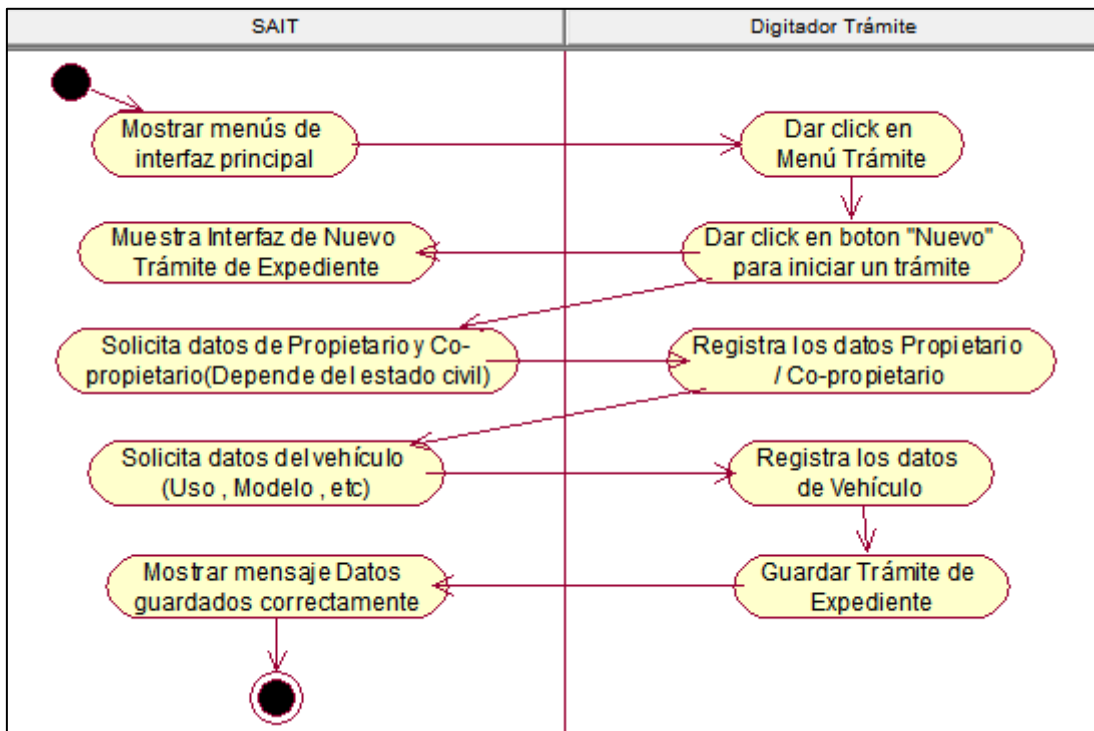 SAIT
Digitador Trámite
Mostrar menús de
interfaz principal
Dar click en
Menú Trámite
Muestra Interfaz de Nuevo
Trámite de Expediente
Dar click en boton "Nuevo"
para iniciar un trámite
Solicita datos de Propietario y Co-
propietario(Depende del estado civil)
Registra los datos Propietario
/ Co-propietario
Solicita datos del vehículo
(Uso , Modelo , etc)
Registra los datos
de Vehículo
Mostrar mensaje Datos
guardados correctamente
Guardar Trámite de
Expediente